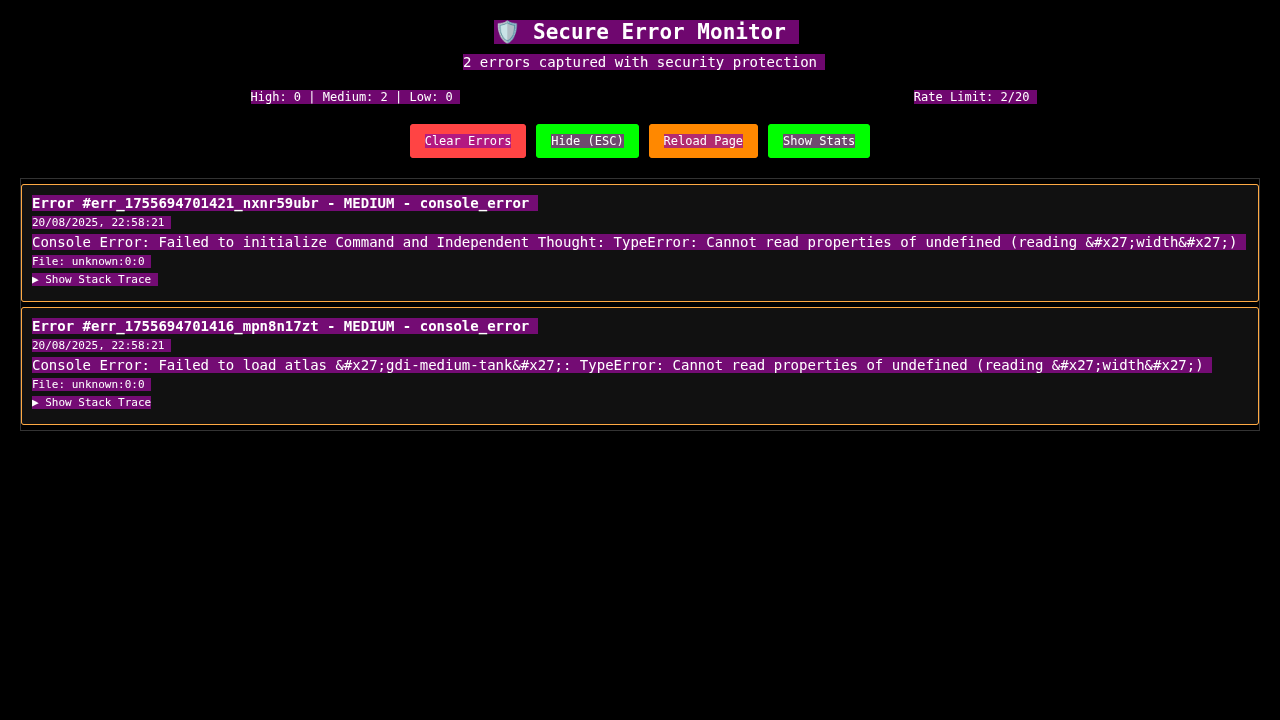 🛡️ Secure Error Monitor
2 errors captured with security protection
High: 0 | Medium: 2 | Low: 0
Rate Limit: 2/20
Clear Errors
Hide (ESC)
Reload Page
Show Stats
Error #err_1755694701421_nxnr59ubr - MEDIUM - console_error
20/08/2025, 22:58:21
Console Error: Failed to initialize Command and Independent Thought: TypeError: Cannot read properties of undefined (reading &#x27;width&#x27;)
File: unknown:0:0
▶ Show Stack Trace
Error #err_1755694701416_mpn8n17zt - MEDIUM - console_error
20/08/2025, 22:58:21
Console Error: Failed to load atlas &#x27;gdi-medium-tank&#x27;: TypeError: Cannot read properties of undefined (reading &#x27;width&#x27;)
File: unknown:0:0
▶ Show Stack Trace